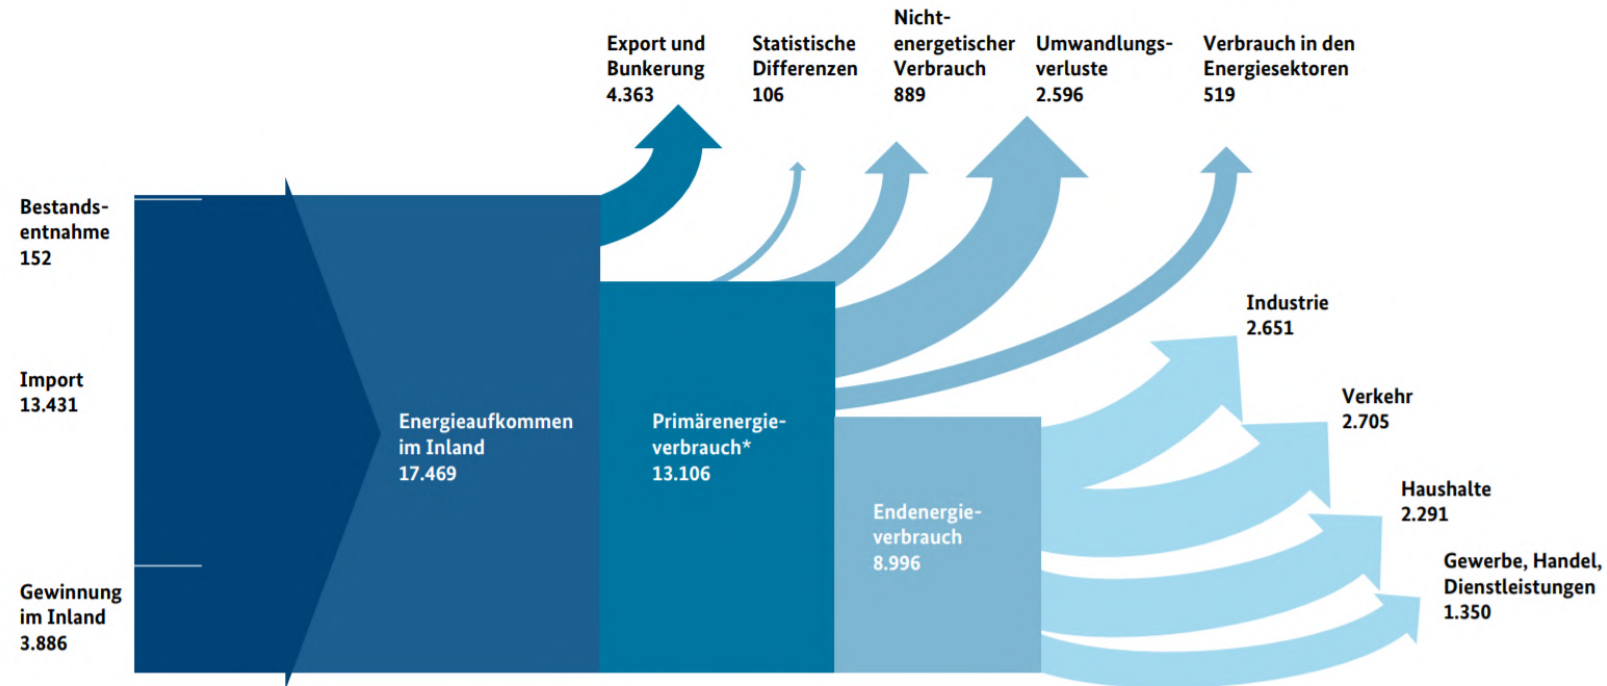 Export und
Bunkerung
4.363
Statistische
Differenzen
106
Nicht-
energetischer
Verbrauch
889
Umwandlungs-
verluste
2.596
Verbrauch in den
Energiesektoren
519
Bestands-
entnahme
152
Import
13.431
Gewinnung
im Inland
3.886
Energieaufkommen
im Inland
17.469
Primärenergie-
verbrauch*
13.106
Endenergie-
verbrauch
8.996
Industrie
2.651
Verkehr
2.705
Haushalte
2.291
Gewerbe, Handel,
Dienstleistungen
1.350